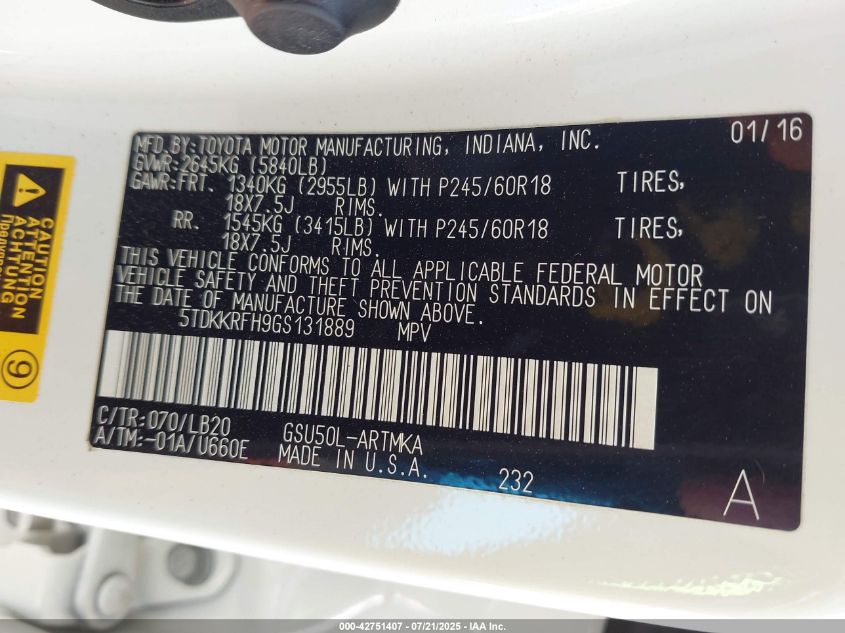 MFD.BY:TOYOTA MOTOR MANUFACTURING, INDIANA, INC. 01/16
GVWR:2645KG (5840LB)
GAWR:FRT. 1340KG (2955LB) WITH P245/60R18 TIRES,
18X7.5J RIMS.
RR. 1545KG (3415LB) WITH P245/60R18 TIRES,
18X7.5J RIMS.
THIS VEHICLE CONFORMS TO ALL APPLICABLE FEDERAL MOTOR
VEHICLE SAFETY AND THEFT PREVENTION STANDARDS IN EFFECT ON
THE DATE OF MANUFACTURE SHOWN ABOVE.
5TDKKRFH9GS131889 MPV
C/TR:070/LB20 GSU50L-ARTMKA
A/TM:-01A/U660E MADE IN U.S.A. 232
A
CAUTION
ATTENTION
ACHTUNG
9
000-42751407 - 07/21/2025 - IAA Inc.